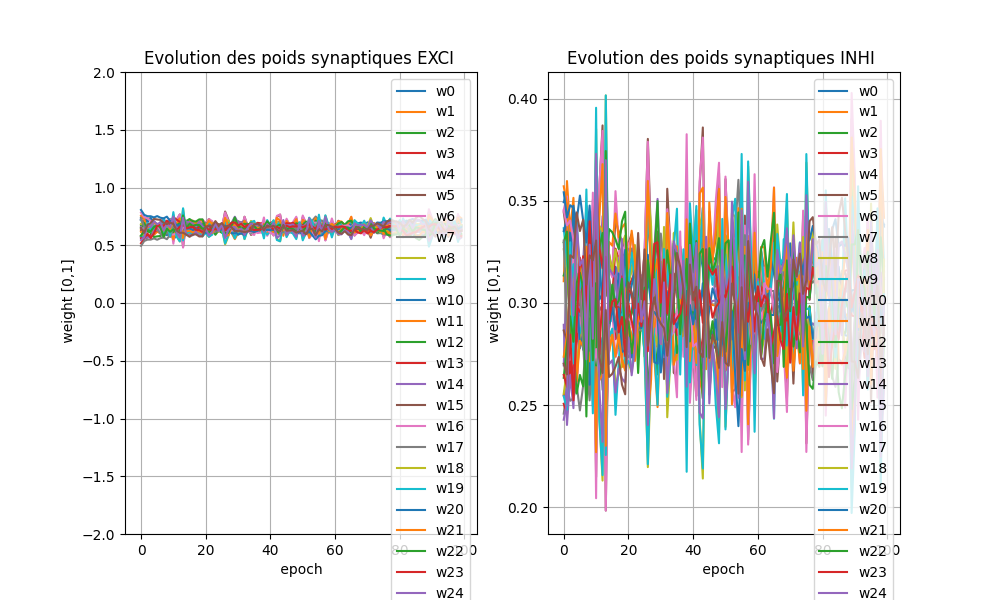 Evolution des poids synaptiques EXCI
2.0
1.5
1.0
0.5
0.0
−0.5
−1.0
−1.5
−2.0
weight [0,1]
0
20
40
60
80
100
epoch
w0
w1
w2
w3
w4
w5
w6
w7
w8
w9
w10
w11
w12
w13
w14
w15
w16
w17
w18
w19
w20
w21
w22
w23
w24
Evolution des poids synaptiques INHI
0.40
0.35
0.30
0.25
0.20
weight [0,1]
0
20
40
60
80
100
epoch
w0
w1
w2
w3
w4
w5
w6
w7
w8
w9
w10
w11
w12
w13
w14
w15
w16
w17
w18
w19
w20
w21
w22
w23
w24